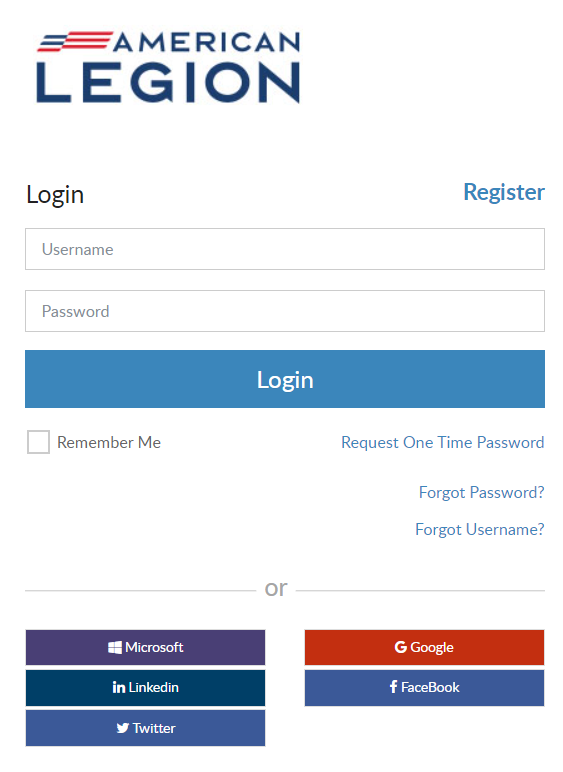 AMERICAN
LEGION
Login
Register
Username
Password
Login
Remember Me
Request One Time Password
Forgot Password?
Forgot Username?
or
Microsoft
Google
Linkedin
FaceBook
Twitter